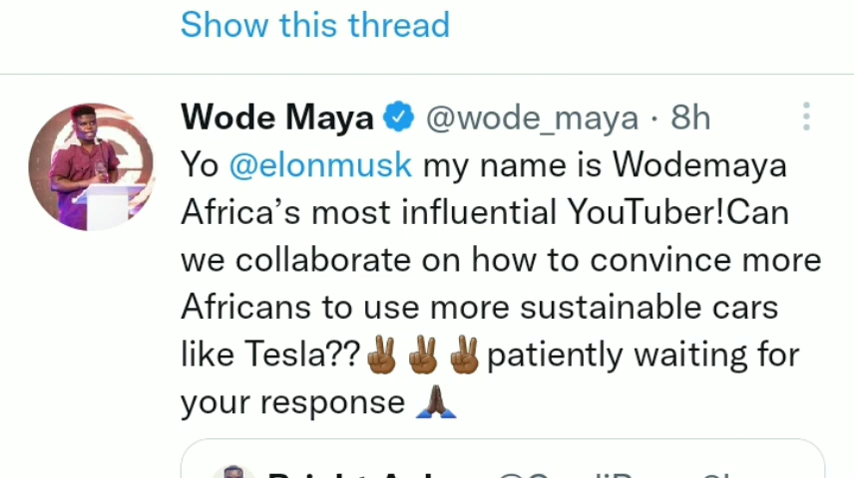 Show this thread
Wode Maya @wode_maya · 8h
Yo @elonmusk my name is Wodemaya
Africa's most influential YouTuber!Can
we collaborate on how to convince more
Africans to use more sustainable cars
like Tesla??✌🏾✌🏾✌🏾patiently waiting for
your response 🙏🏿